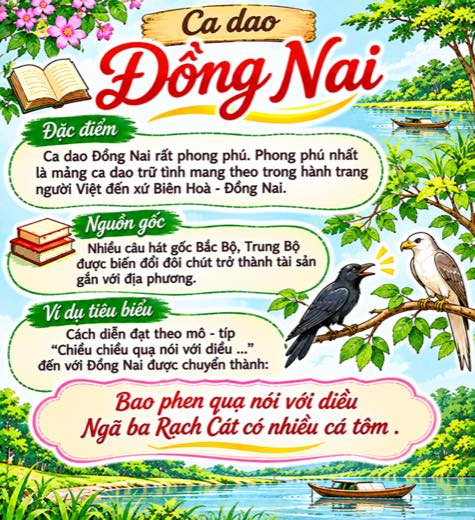 Ca dao
Đồng Nai
Đặc điểm
Ca dao Đồng Nai rất phong phú. Phong phú nhất
là mảng ca dao trữ tình mang theo trong hành trang
người Việt đến xứ Biên Hoà - Đồng Nai.
Nguồn gốc
Nhiều câu hát gốc Bắc Bộ, Trung Bộ
được biến đổi đôi chút trở thành tài sản
gắn với địa phương.
Ví dụ tiêu biểu
Cách diễn đạt theo mô - típ
“Chiều chiều quạ nói với diều ...”
đến với Đồng Nai được chuyển thành:
Bao phen quạ nói với diều
Ngã ba Rạch Cát có nhiều cá tôm .